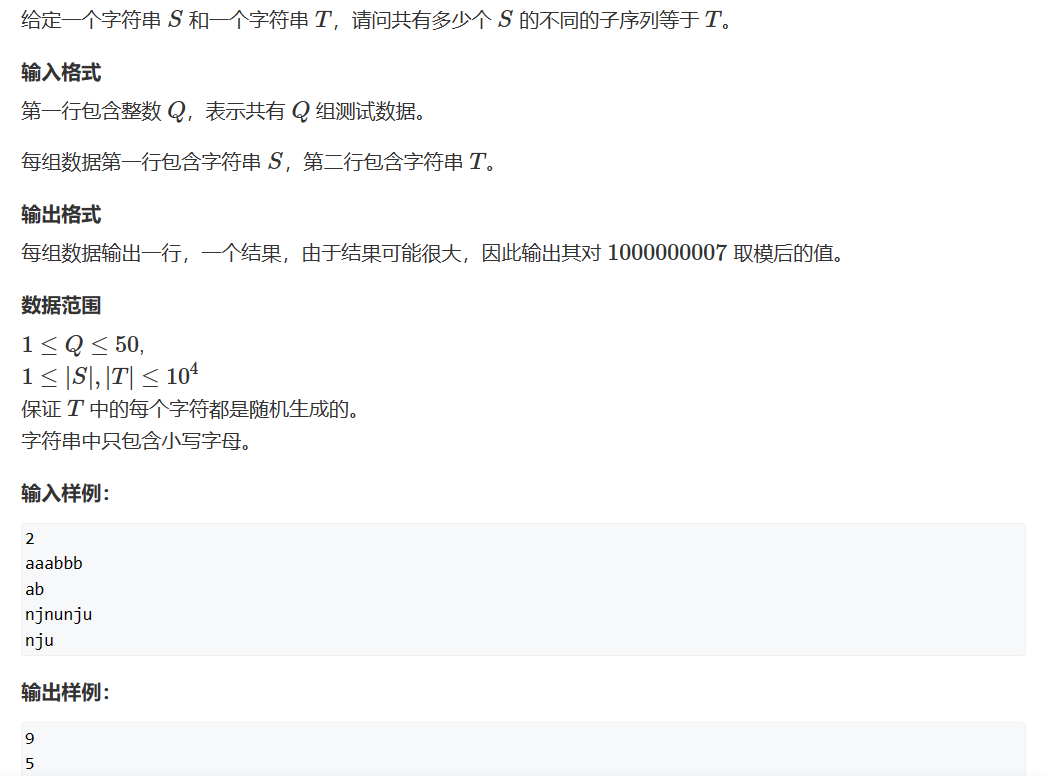 给定一个字符串 S 和一个字符串 T，请问共有多少个 S 的不同的子序列等于 T。
输入格式
第一行包含整数 Q，表示共有 Q 组测试数据。
每组数据第一行包含字符串 S，第二行包含字符串 T。
输出格式
每组数据输出一行，一个结果，由于结果可能很大，因此输出其对 1000000007 取模后的值。
数据范围
1 ≤ Q ≤ 50,
1 ≤ |S|, |T| ≤ 10⁴
保证 T 中的每个字符都是随机生成的。
字符串中只包含小写字母。
输入样例：
2
aaabbb
ab
njnunju
nju
输出样例：
9
5